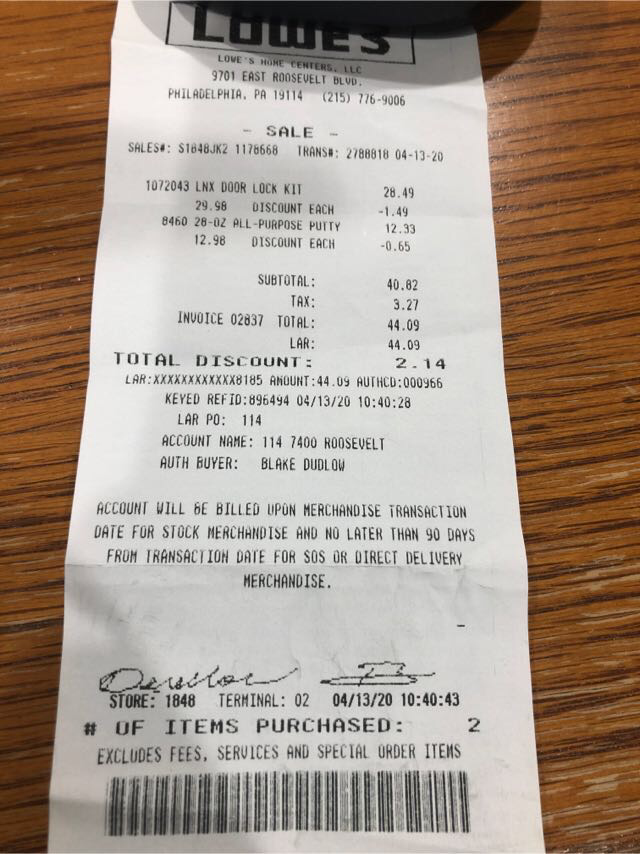 LOWE'S
LOWE'S HOME CENTERS, LLC
9701 EAST ROOSEVELT BLVD.
PHILADELPHIA, PA 19114 (215) 776-9006
- SALE -
SALES#: S1848JK2 1178668 TRANS#: 2788818 04-13-20
1072043 LNX DOOR LOCK KIT 28.49
29.98 DISCOUNT EACH -1.49
8460 28-OZ ALL-PURPOSE PUTTY 12.33
12.98 DISCOUNT EACH -0.65
SUBTOTAL: 40.82
TAX: 3.27
INVOICE 02837 TOTAL: 44.09
LAR: 44.09
TOTAL DISCOUNT: 2.14
LAR:XXXXXXXXXXXX8185 AMOUNT:44.09 AUTHCD:000966
KEYED REFID:896494 04/13/20 10:40:28
LAR PO: 114
ACCOUNT NAME: 114 7400 ROOSEVELT
AUTH BUYER: BLAKE DUDLOW
ACCOUNT WILL BE BILLED UPON MERCHANDISE TRANSACTION
DATE FOR STOCK MERCHANDISE AND NO LATER THAN 90 DAYS
FROM TRANSACTION DATE FOR SOS OR DIRECT DELIVERY
MERCHANDISE.
STORE: 1848 TERMINAL: 02 04/13/20 10:40:43
# OF ITEMS PURCHASED: 2
EXCLUDES FEES, SERVICES AND SPECIAL ORDER ITEMS